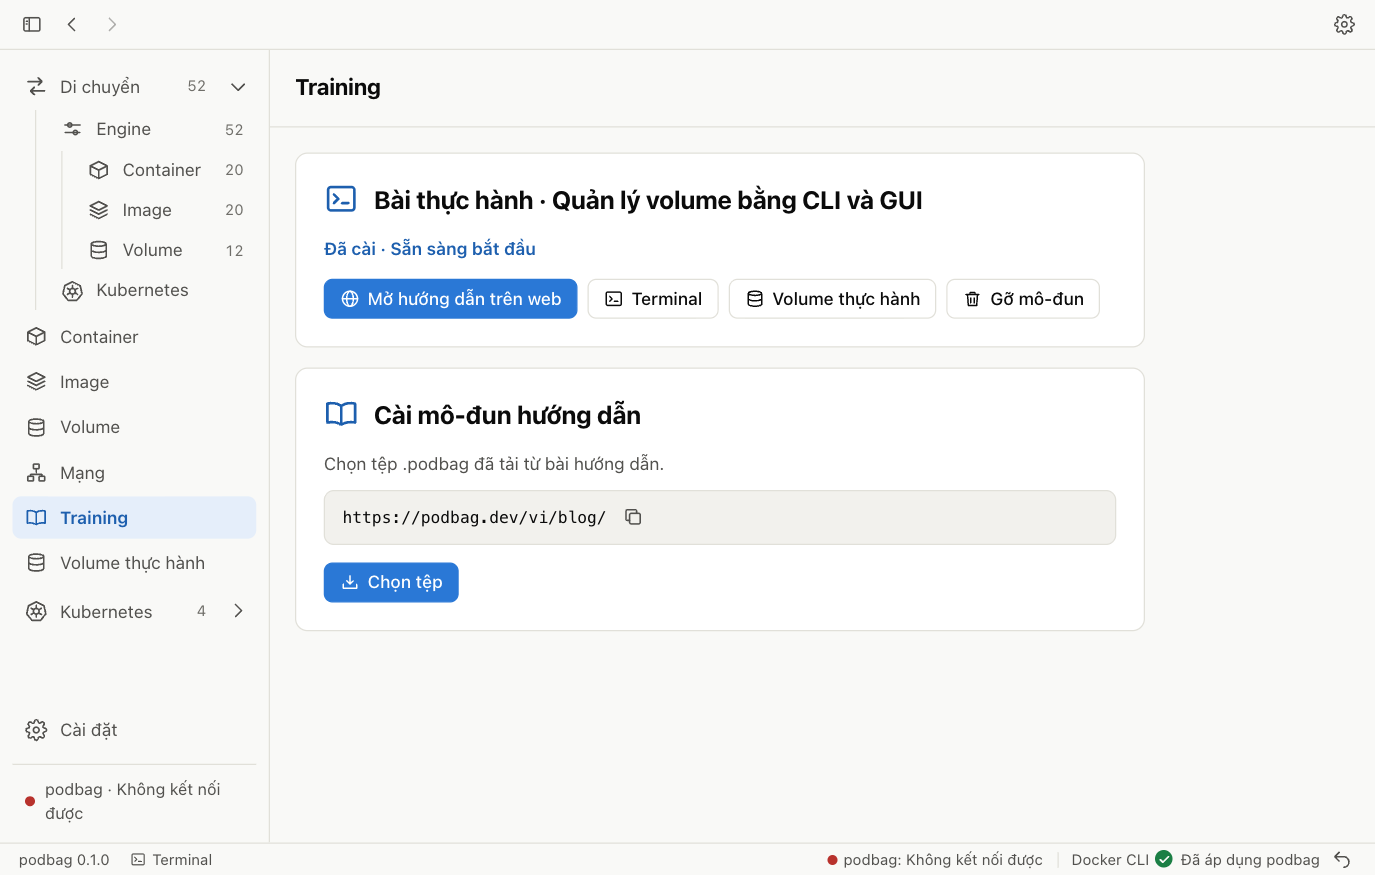 Di chuyển 52
Engine 52
Container 20
Image 20
Volume 12
Kubernetes
Container
Image
Volume
Mạng
Training
Volume thực hành
Kubernetes 4
Cài đặt
podbag · Không kết nối
được
Training
Bài thực hành · Quản lý volume bằng CLI và GUI
Đã cài · Sẵn sàng bắt đầu
Mở hướng dẫn trên web
Terminal
Volume thực hành
Gỡ mô-đun
Cài mô-đun hướng dẫn
Chọn tệp .podbag đã tải từ bài hướng dẫn.
https://podbag.dev/vi/blog/
Chọn tệp
podbag 0.1.0
Terminal
podbag: Không kết nối được
Docker CLI
Đã áp dụng podbag